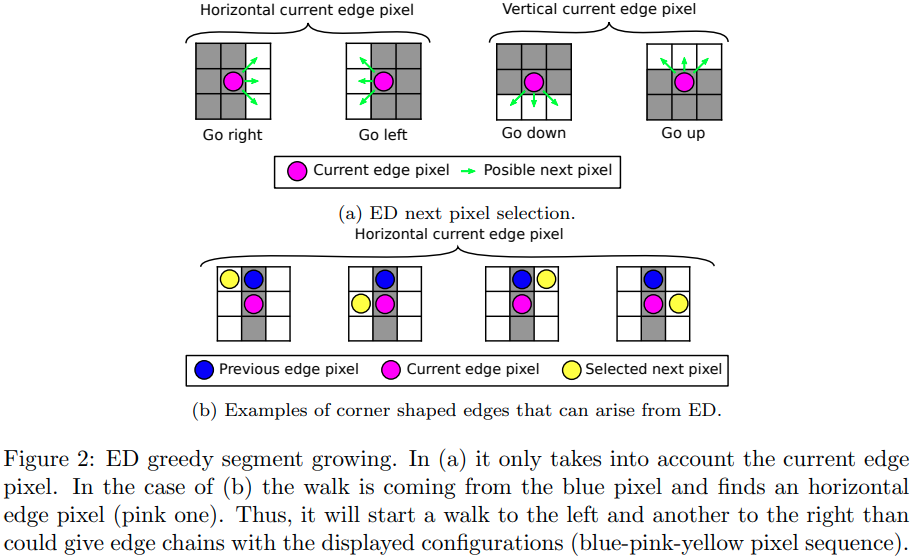 Horizontal current edge pixel
Vertical current edge pixel
Go right
Go left
Go down
Go up
Current edge pixel
Posible next pixel
(a) ED next pixel selection.
Horizontal current edge pixel
Previous edge pixel
Current edge pixel
Selected next pixel
(b) Examples of corner shaped edges that can arise from ED.
Figure 2: ED greedy segment growing. In (a) it only takes into account the current edge
pixel. In the case of (b) the walk is coming from the blue pixel and finds an horizontal
edge pixel (pink one). Thus, it will start a walk to the left and another to the right than
could give edge chains with the displayed configurations (blue-pink-yellow pixel sequence).